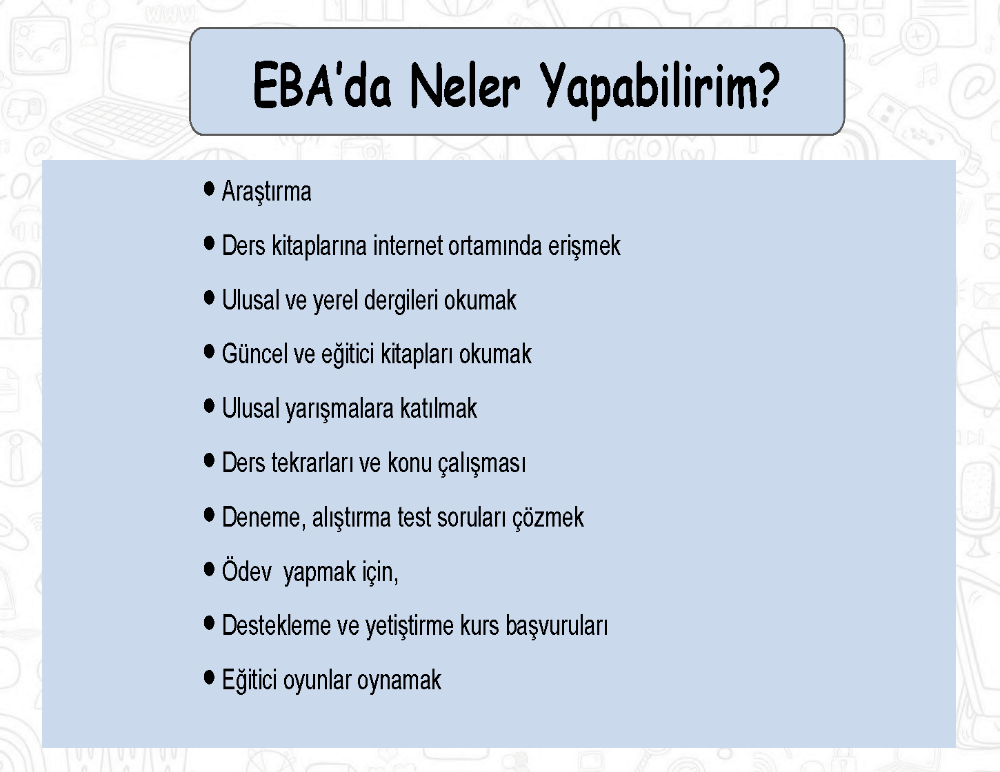 EBA’da Neler Yapabilirim?
● Araştırma
● Ders kitaplarına internet ortamında erişmek
● Ulusal ve yerel dergileri okumak
● Güncel ve eğitici kitapları okumak
● Ulusal yarışmalara katılmak
● Ders tekrarları ve konu çalışması
● Deneme, alıştırma test soruları çözmek
● Ödev  yapmak için,
● Destekleme ve yetiştirme kurs başvuruları
● Eğitici oyunlar oynamak